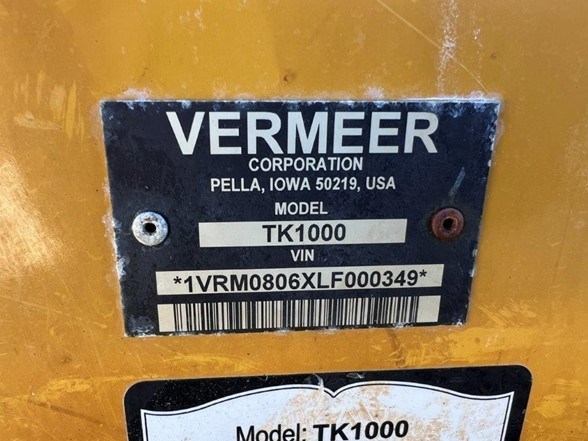 VERMEER
CORPORATION
PELLA, IOWA 50219, USA
MODEL
TK1000
VIN
*1VRM0806XLF000349*
Model: TK1000